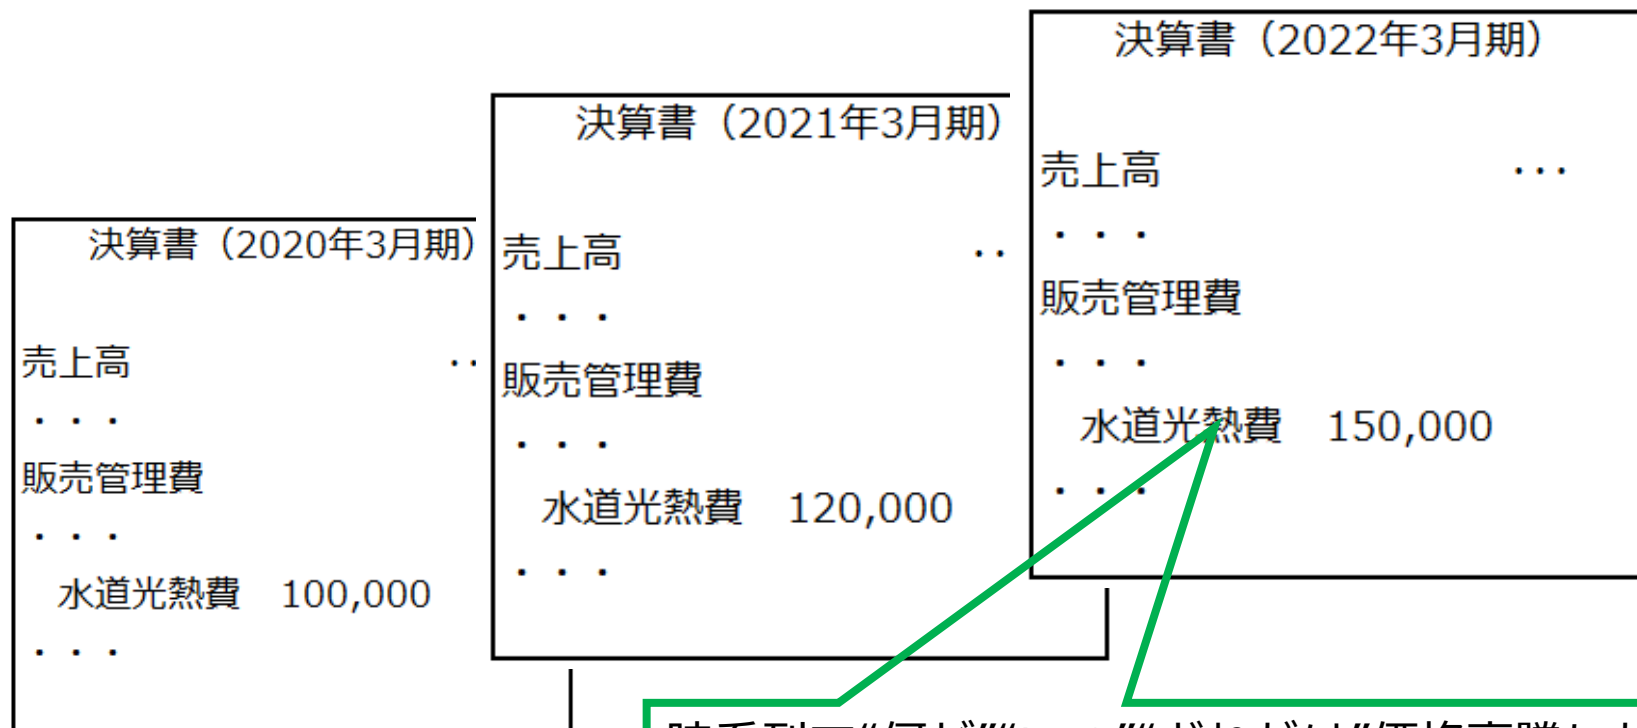 決算書（2020年3月期）
売上高 ‥
・・・
販売管理費
・・・
水道光熱費 100,000
・・・
決算書（2021年3月期）
売上高 ‥
・・・
販売管理費
・・・
水道光熱費 120,000
・・・
決算書（2022年3月期）
売上高 …
・・・
販売管理費
・・・
水道光熱費 150,000
・・・